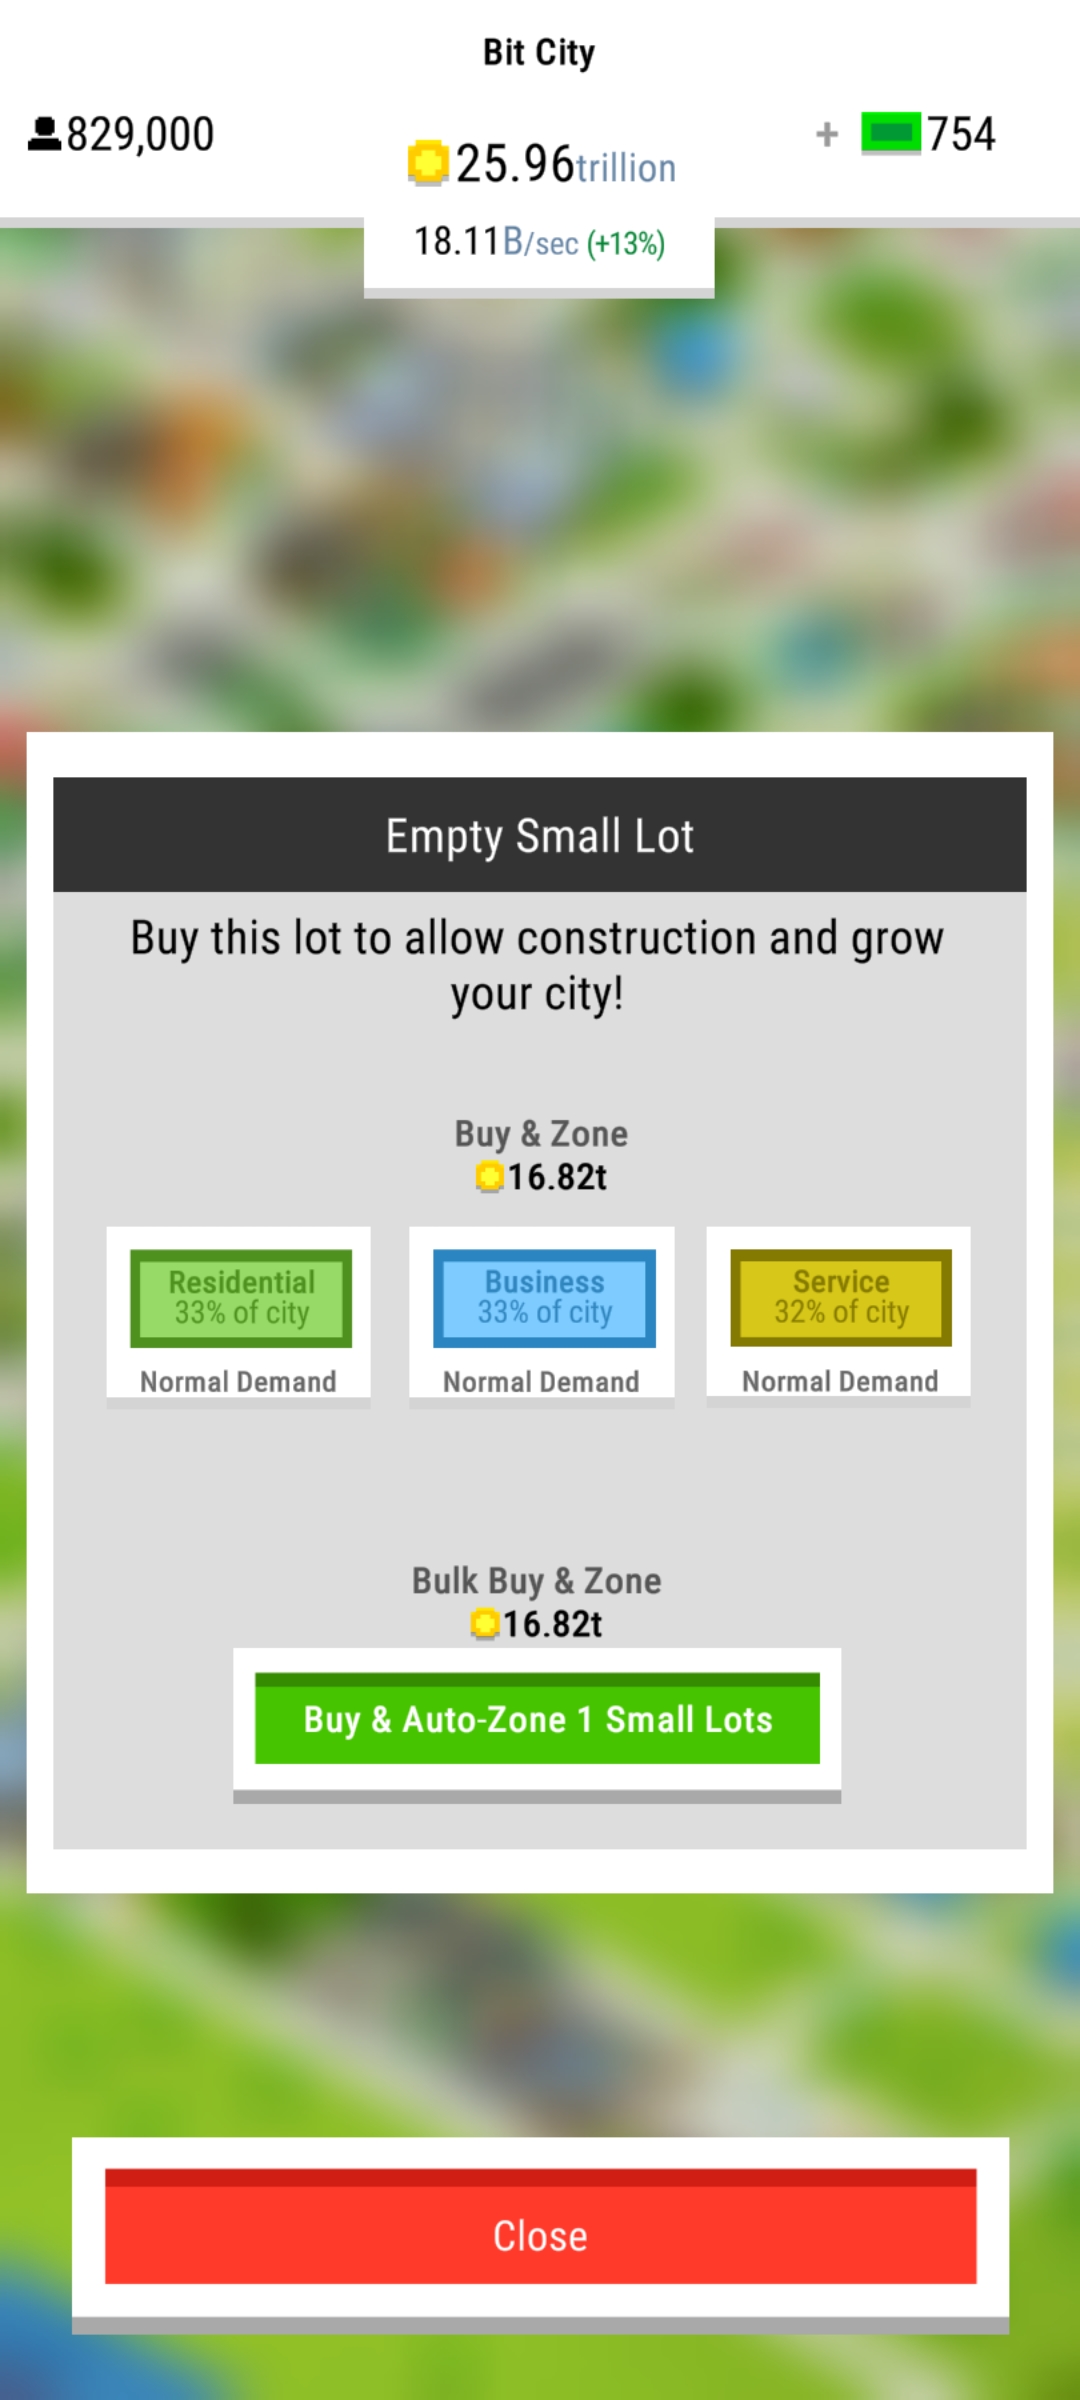 Bit City
829,000
25.96trillion
+ 754
18.11B/sec (+13%)
Empty Small Lot
Buy this lot to allow construction and grow
your city!
Buy & Zone
16.82t
Residential
33% of city
Normal Demand
Business
33% of city
Normal Demand
Service
32% of city
Normal Demand
Bulk Buy & Zone
16.82t
Buy & Auto-Zone 1 Small Lots
Close